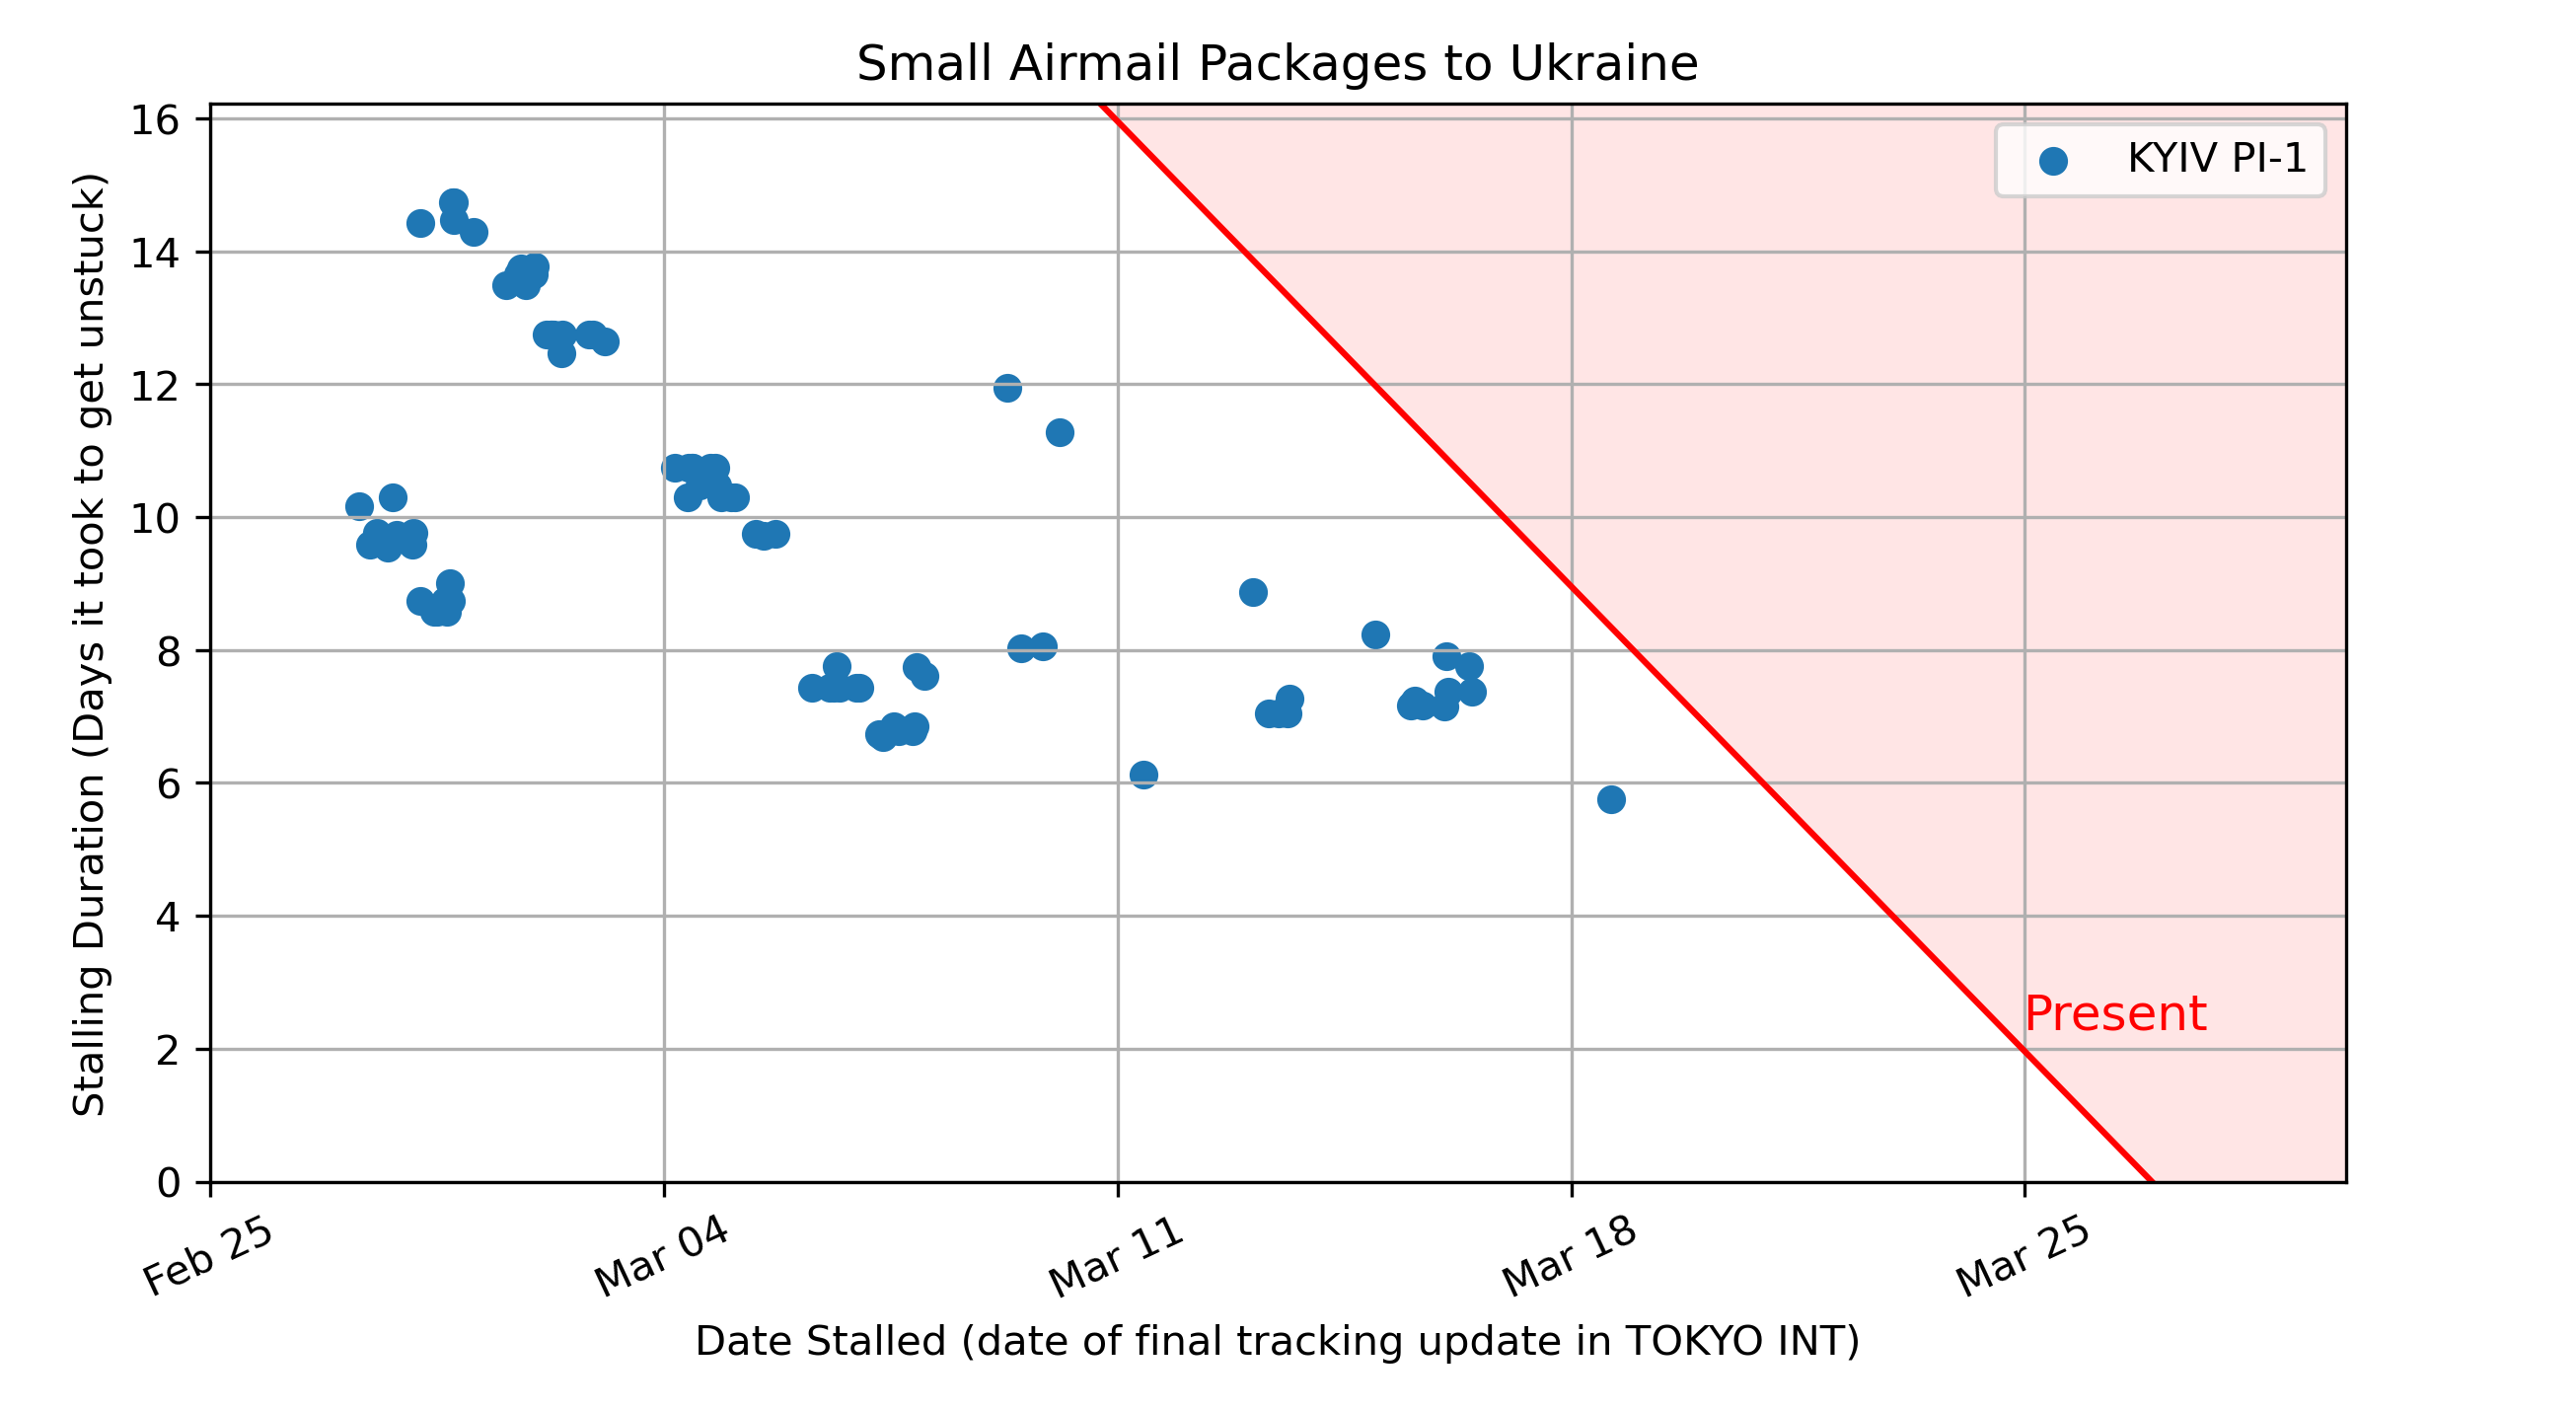 Small Airmail Packages to Ukraine
Stalling Duration (Days it took to get unstuck)
16
14
12
10
8
6
4
2
0
KYIV PI-1
Present
Feb 25
Mar 04
Mar 11
Mar 18
Mar 25
Date Stalled (date of final tracking update in TOKYO INT)